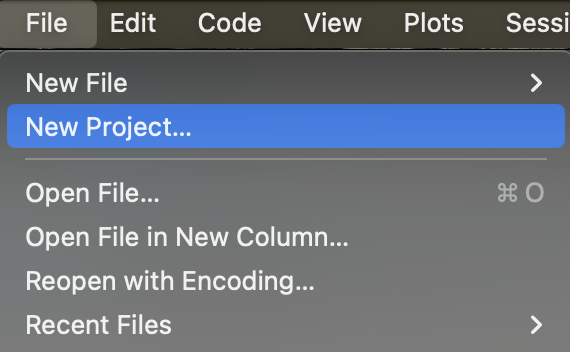 File Edit Code View Plots Sessi
New File
New Project...
Open File... ⌘ O
Open File in New Column...
Reopen with Encoding...
Recent Files